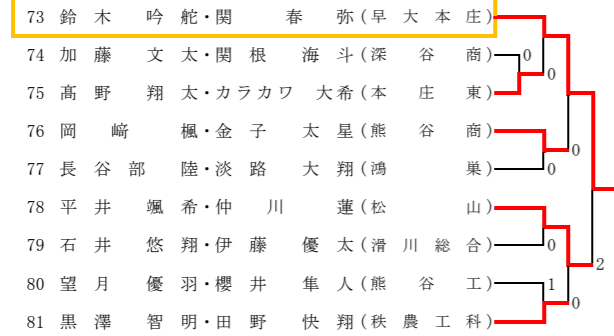 73 鈴木 吟舵・関 春弥(早大本庄)
74 加藤 文太・関根 海斗(深谷商) 0
0
75 髙野 翔太・カラカワ 大希(本庄東)
76 岡﨑 楓・金子 太星(熊谷商)
0
77 長谷部 陸・淡路 大翔(鴻巣) 0
78 平井 颯希・仲川 蓮(松山)
79 石井 悠翔・伊藤 優太(滑川総合) 0
2
80 望月 優羽・櫻井 隼人(熊谷工) 1
0
81 黒澤 智明・田野 快翔(秩農工科)